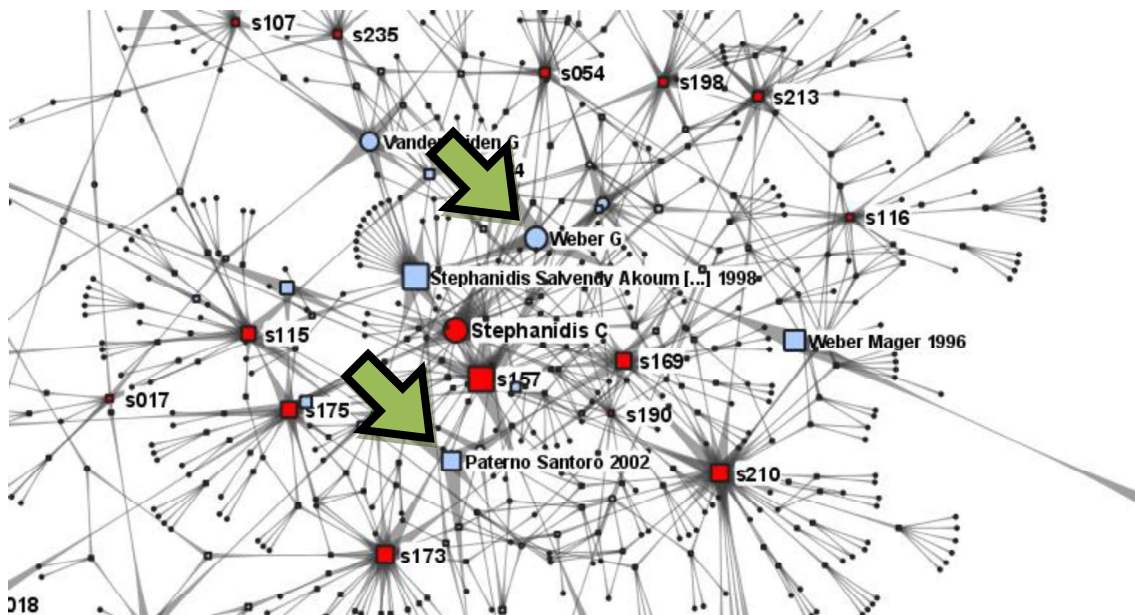 s107
s235
s054
s198
s213
s116
Weber G
Stephanidis Salvendy Akoum [...] 1998
Stephanidis C
s115
Weber Mager 1996
s157
s169
s017
s175
s190
Paterno Santoro 2002
s210
s173
018